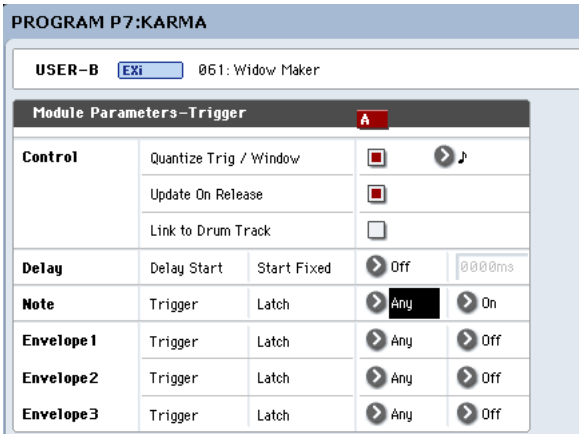 PROGRAM P7:KARMA
USER-B EXi 061: Widow Maker
Module Parameters-Trigger A
Control Quantize Trig / Window ♪
Update On Release
Link to Drum Track
Delay Delay Start Start Fixed Off 0000ms
Note Trigger Latch Any On
Envelope1 Trigger Latch Any Off
Envelope2 Trigger Latch Any Off
Envelope3 Trigger Latch Any Off